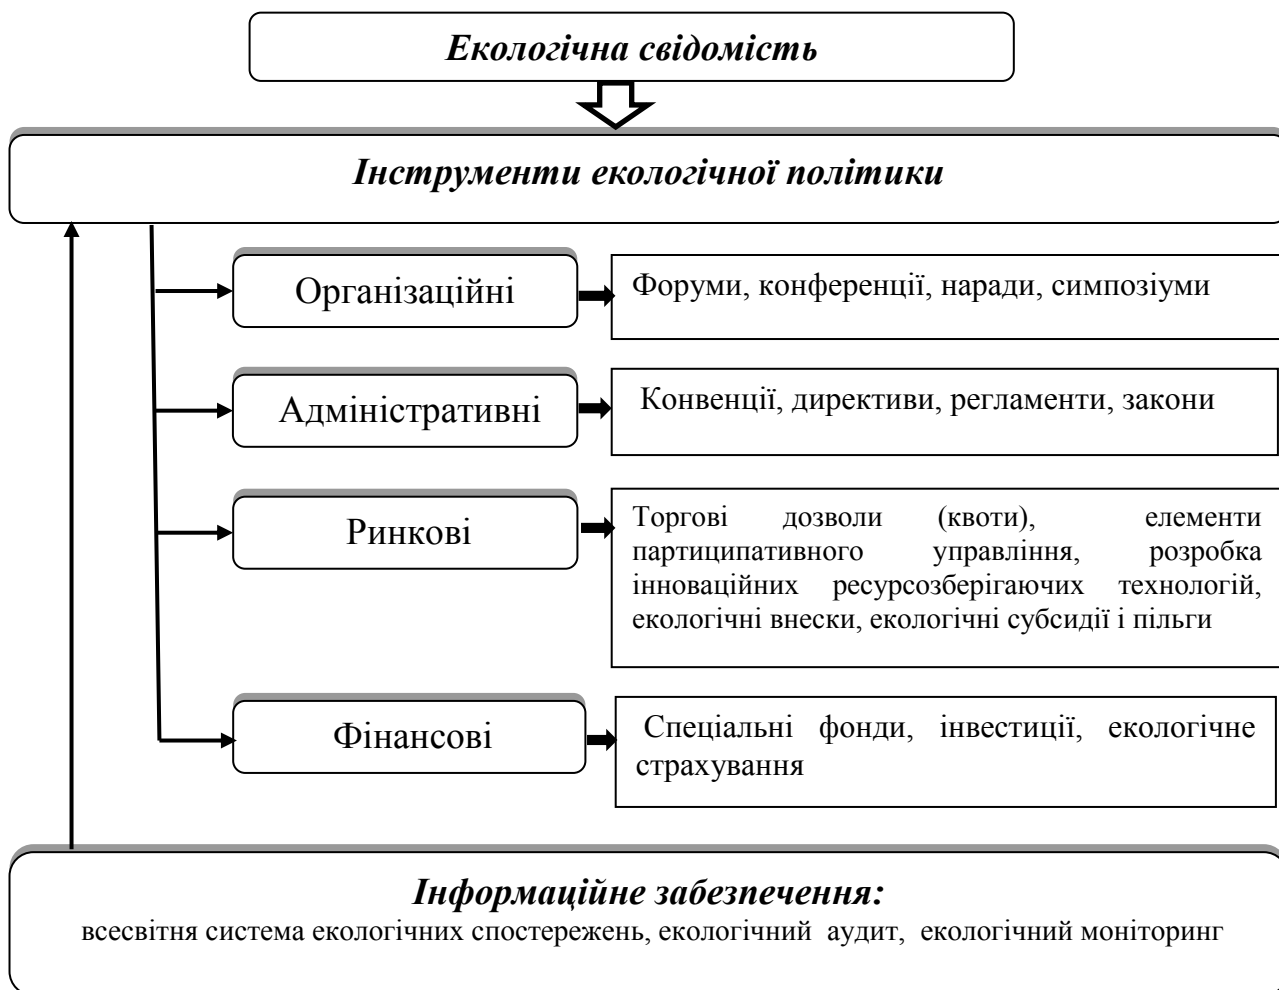 Екологічна свідомість
Інструменти екологічної політики
Організаційні
Форуми, конференції, наради, симпозіуми
Адміністративні
Конвенції, директиви, регламенти, закони
Ринкові
Торгові дозволи (квоти), елементи
партиципативного управління, розробка
інноваційних ресурсозберігаючих технологій,
екологічні внески, екологічні субсидії і пільги
Фінансові
Спеціальні фонди, інвестиції, екологічне
страхування
Інформаційне забезпечення:
всесвітня система екологічних спостережень, екологічний аудит, екологічний моніторинг